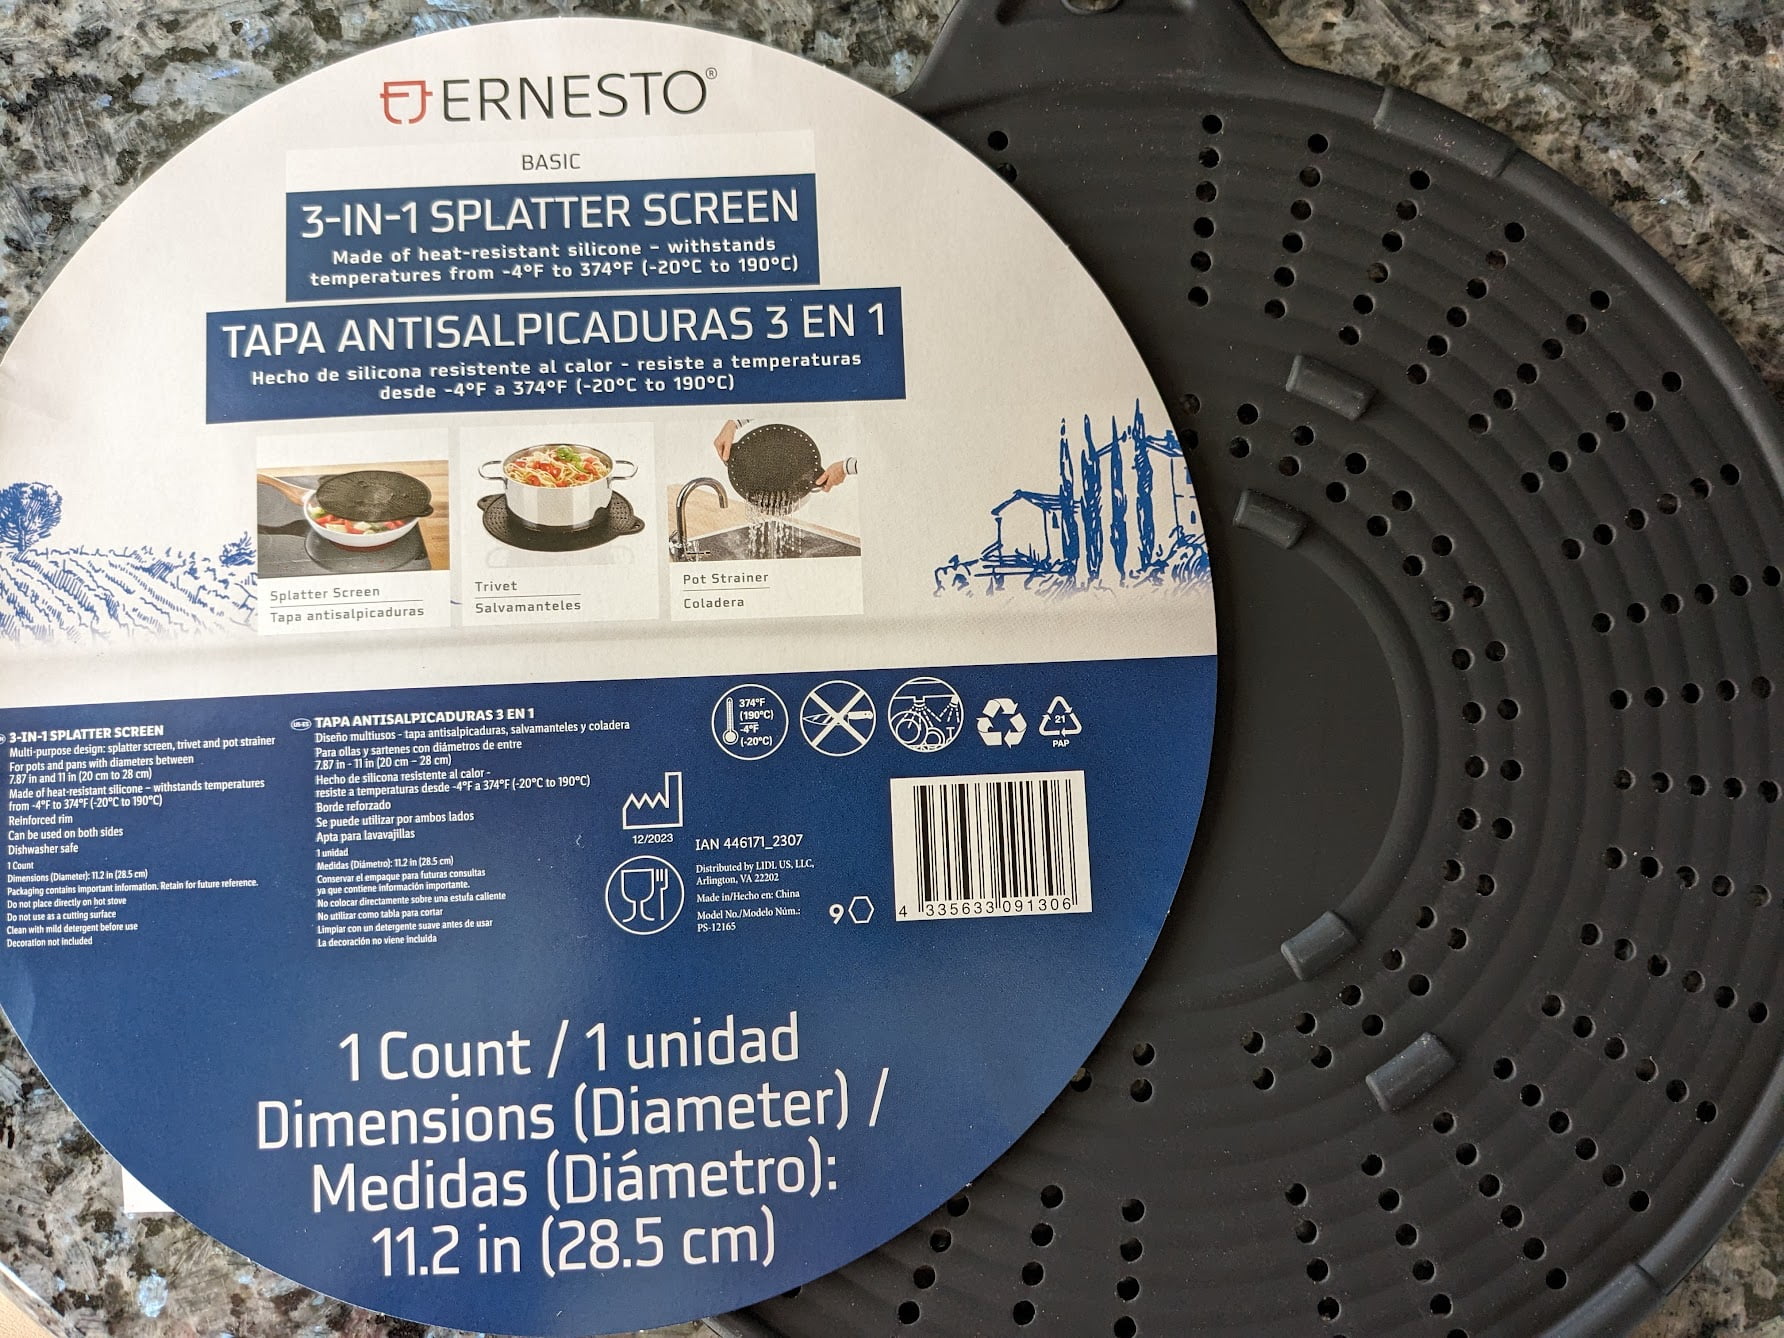 ERNESTO®
BASIC
3-IN-1 SPLATTER SCREEN
Made of heat-resistant silicone – withstands
temperatures from -4°F to 374°F (-20°C to 190°C)
TAPA ANTISALPICADURAS 3 EN 1
Hecho de silicona resistente al calor - resiste a temperaturas
desde -4°F a 374°F (-20°C to 190°C)
Splatter Screen
Tapa antisalpicaduras
Trivet
Salvamanteles
Pot Strainer
Coladera
3-IN-1 SPLATTER SCREEN
Multi-purpose design: splatter screen, trivet and pot strainer
For pots and pans with diameters between
7.87 in and 11 in (20 cm to 28 cm)
Made of heat-resistant silicone – withstands temperatures
from -4°F to 374°F (-20°C to 190°C)
Reinforced rim
Can be used on both sides
Dishwasher safe
1 Count
Dimensions (Diameter): 11.2 in (28.5 cm)
Packaging contains important information. Retain for future reference.
Do not place directly on hot stove
Do not use as a cutting surface
Clean with mild detergent before use
Decoration not included
US-ES TAPA ANTISALPICADURAS 3 EN 1
Diseño multiusos - tapa antisalpicaduras, salvamanteles y coladera
Para ollas y sartenes con diámetros de entre
7.87 in - 11 in (20 cm – 28 cm)
Hecho de silicona resistente al calor -
resiste a temperaturas desde -4°F a 374°F (-20°C to 190°C)
Borde reforzado
Se puede utilizar por ambos lados
Apta para lavavajillas
1 unidad
Medidas (Diámetro): 11.2 in (28.5 cm)
Conservar el empaque para futuras consultas
ya que contiene información importante.
No colocar directamente sobre una estufa caliente
No utilizar como tabla para cortar
Limpiar con un detergente suave antes de usar
La decoración no viene incluida
374°F
(190°C)
-4°F
(-20°C)
21
PAP
12/2023
IAN 446171_2307
Distributed by LIDL US, LLC,
Arlington, VA 22202
Made in/Hecho en: China
Model No./Modelo Núm.:
PS-12165
9
4 335633 091306
1 Count / 1 unidad
Dimensions (Diameter) /
Medidas (Diámetro):
11.2 in (28.5 cm)